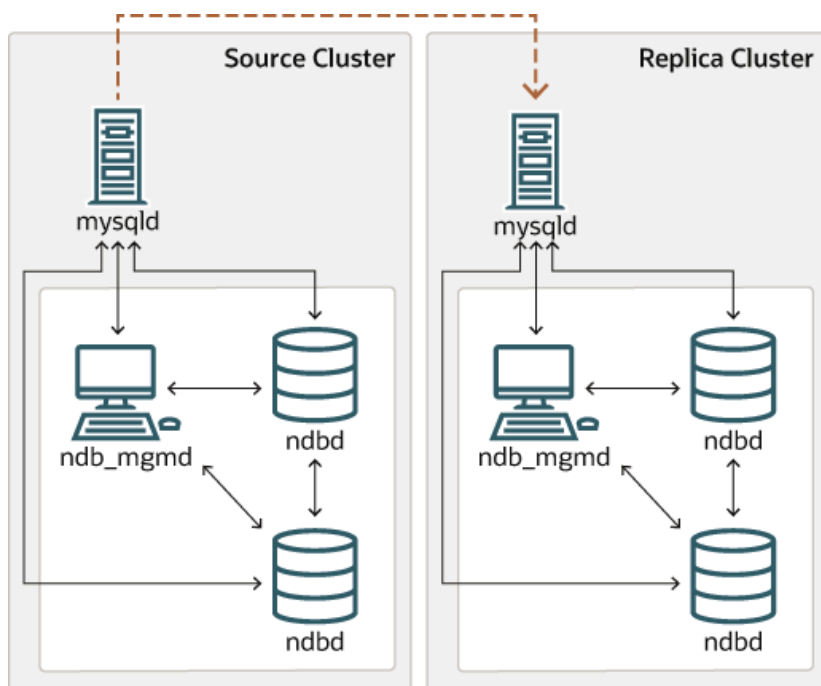 Source Cluster
mysqld
ndb_mgmd
ndbd
ndbd
Replica Cluster
mysqld
ndb_mgmd
ndbd
ndbd